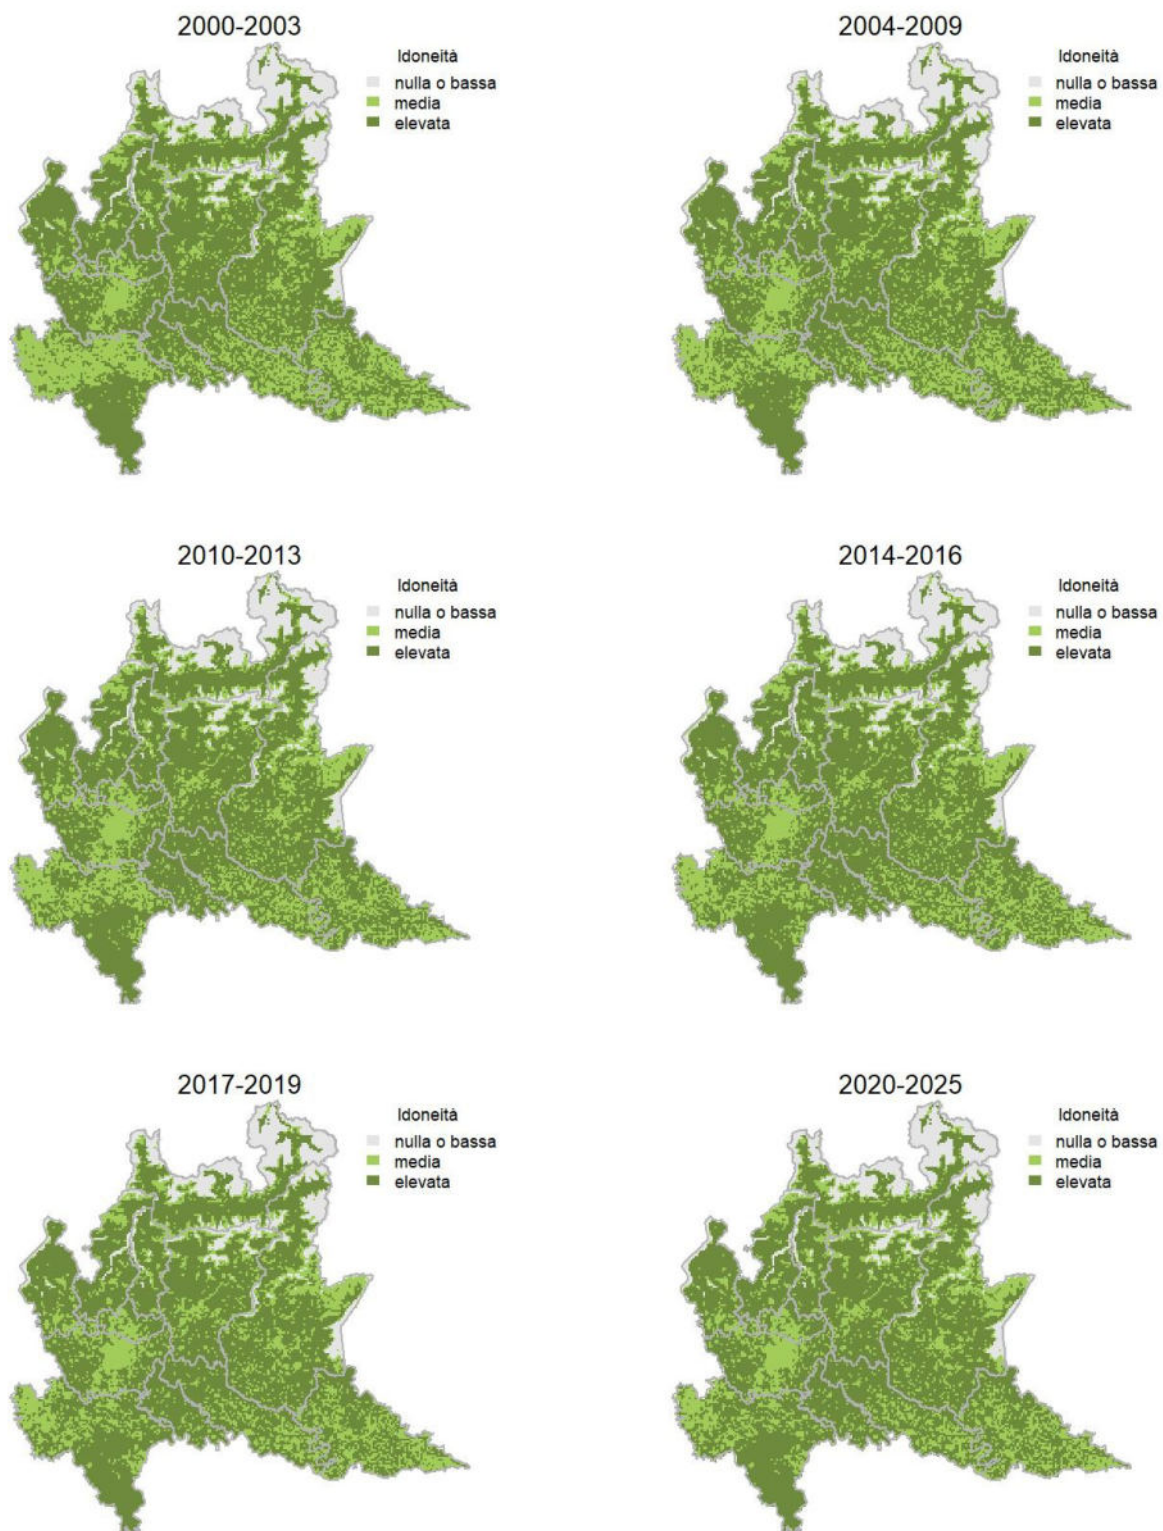 2000-2003
Idoneità
nulla o bassa
media
elevata
2004-2009
Idoneità
nulla o bassa
media
elevata
2010-2013
Idoneità
nulla o bassa
media
elevata
2014-2016
Idoneità
nulla o bassa
media
elevata
2017-2019
Idoneità
nulla o bassa
media
elevata
2020-2025
Idoneità
nulla o bassa
media
elevata